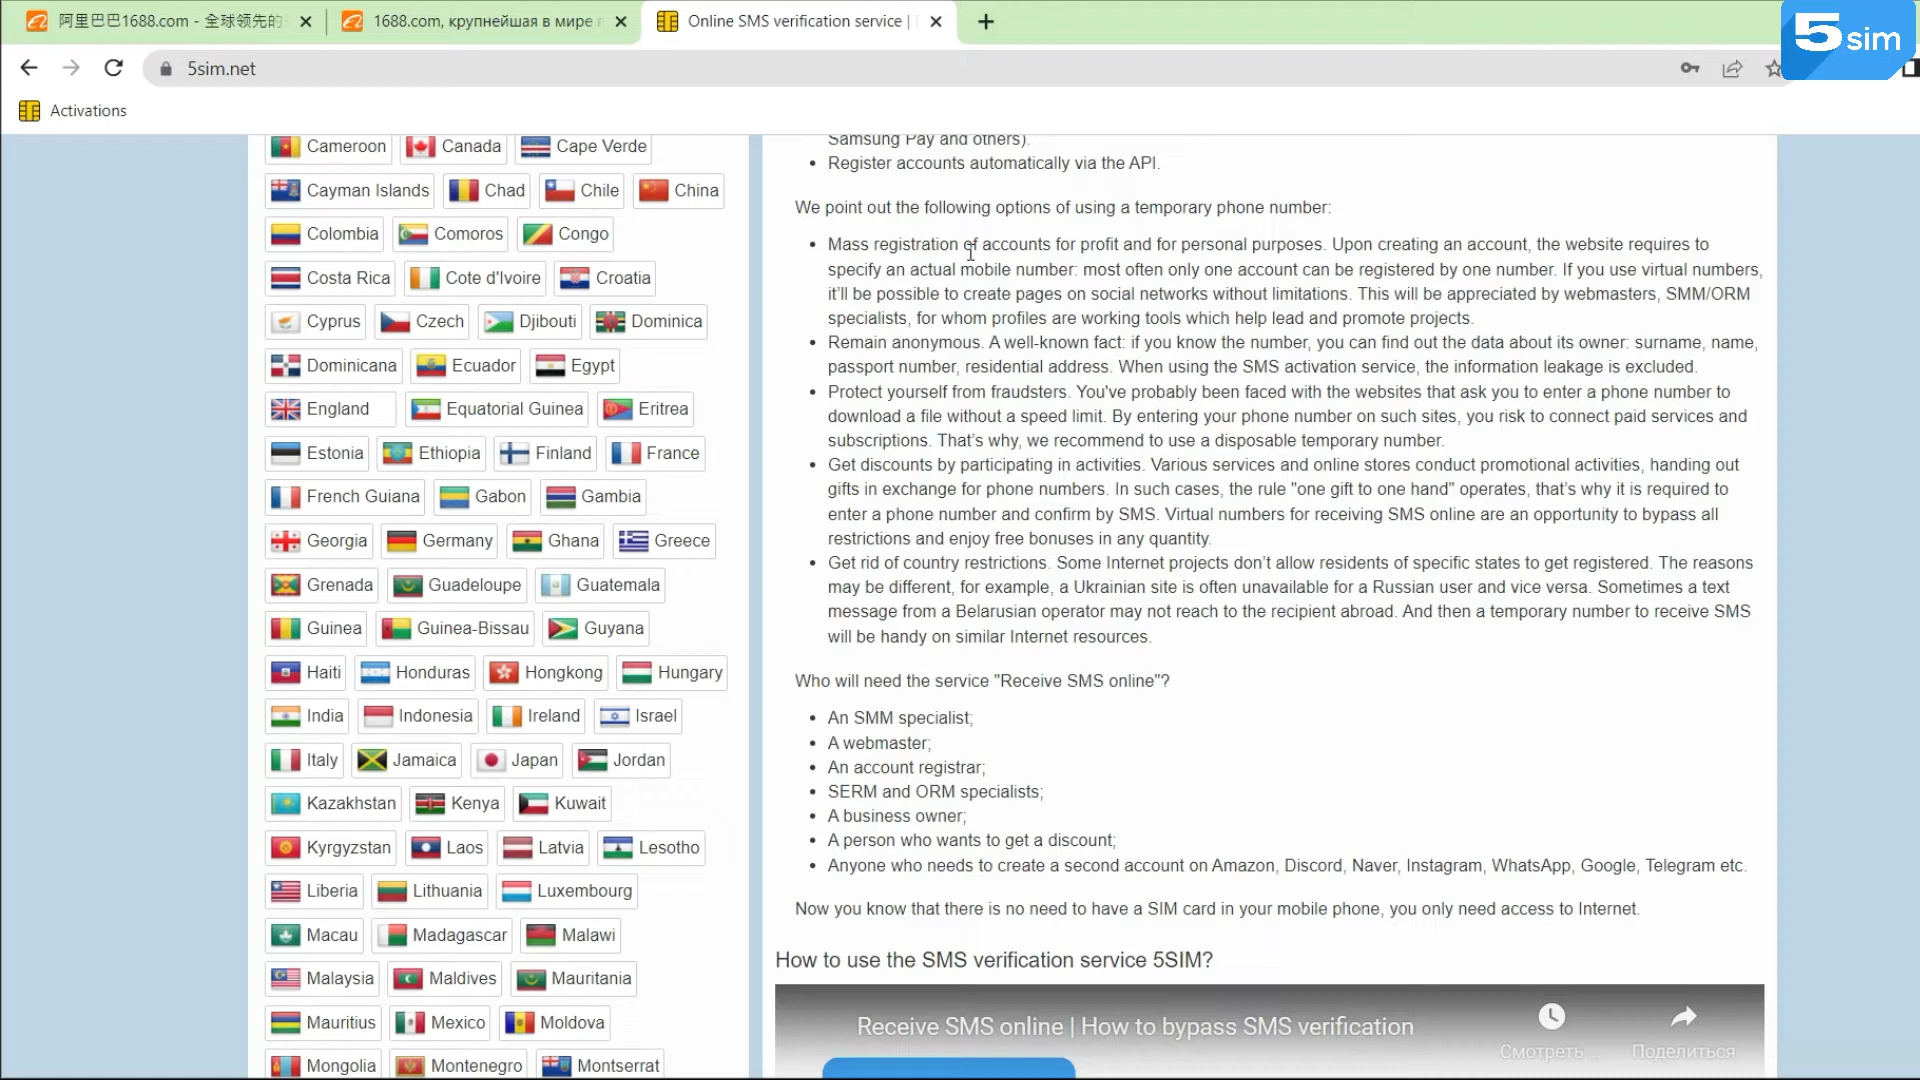 阿里巴巴1688.com - 全球领先的
1688.com, крупнейшая в мире
Online SMS verification service |
5sim
5sim.net
Activations
Cameroon Canada Cape Verde
Cayman Islands Chad Chile China
Colombia Comoros Congo
Costa Rica Cote d'Ivoire Croatia
Cyprus Czech Djibouti Dominica
Dominicana Ecuador Egypt
England Equatorial Guinea Eritrea
Estonia Ethiopia Finland France
French Guiana Gabon Gambia
Georgia Germany Ghana Greece
Grenada Guadeloupe Guatemala
Guinea Guinea-Bissau Guyana
Haiti Honduras Hongkong Hungary
India Indonesia Ireland Israel
Italy Jamaica Japan Jordan
Kazakhstan Kenya Kuwait
Kyrgyzstan Laos Latvia Lesotho
Liberia Lithuania Luxembourg
Macau Madagascar Malawi
Malaysia Maldives Mauritania
Mauritius Mexico Moldova
Mongolia Montenegro Montserrat
Samsung Pay and others).
• Register accounts automatically via the API.
We point out the following options of using a temporary phone number:
• Mass registration of accounts for profit and for personal purposes. Upon creating an account, the website requires to
specify an actual mobile number: most often only one account can be registered by one number. If you use virtual numbers,
it’ll be possible to create pages on social networks without limitations. This will be appreciated by webmasters, SMM/ORM
specialists, for whom profiles are working tools which help lead and promote projects.
• Remain anonymous. A well-known fact: if you know the number, you can find out the data about its owner: surname, name,
passport number, residential address. When using the SMS activation service, the information leakage is excluded.
• Protect yourself from fraudsters. You've probably been faced with the websites that ask you to enter a phone number to
download a file without a speed limit. By entering your phone number on such sites, you risk to connect paid services and
subscriptions. That’s why, we recommend to use a disposable temporary number.
• Get discounts by participating in activities. Various services and online stores conduct promotional activities, handing out
gifts in exchange for phone numbers. In such cases, the rule "one gift to one hand" operates, that’s why it is required to
enter a phone number and confirm by SMS. Virtual numbers for receiving SMS online are an opportunity to bypass all
restrictions and enjoy free bonuses in any quantity.
• Get rid of country restrictions. Some Internet projects don’t allow residents of specific states to get registered. The reasons
may be different, for example, a Ukrainian site is often unavailable for a Russian user and vice versa. Sometimes a text
message from a Belarusian operator may not reach to the recipient abroad. And then a temporary number to receive SMS
will be handy on similar Internet resources.
Who will need the service "Receive SMS online"?
• An SMM specialist;
• A webmaster;
• An account registrar;
• SERM and ORM specialists;
• A business owner;
• A person who wants to get a discount;
• Anyone who needs to create a second account on Amazon, Discord, Naver, Instagram, WhatsApp, Google, Telegram etc.
Now you know that there is no need to have a SIM card in your mobile phone, you only need access to Internet.
How to use the SMS verification service 5SIM?
Receive SMS online | How to bypass SMS verification
Смотреть ...
Поделиться